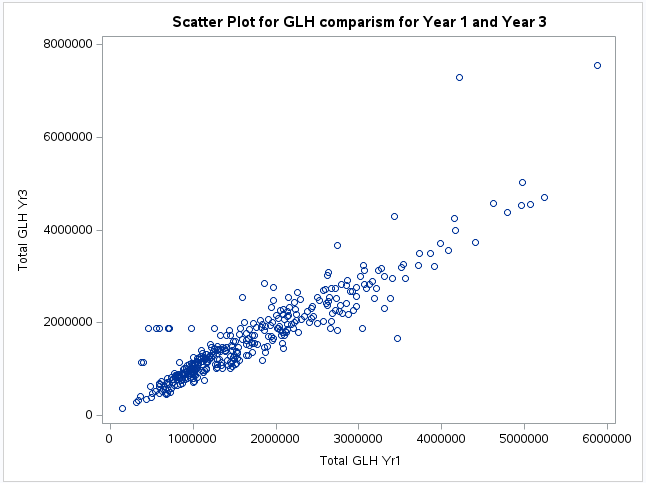 Scatter Plot for GLH comparism for Year 1 and Year 3
8000000
6000000
4000000
2000000
0
Total GLH Yr3
0 1000000 2000000 3000000 4000000 5000000 6000000
Total GLH Yr1